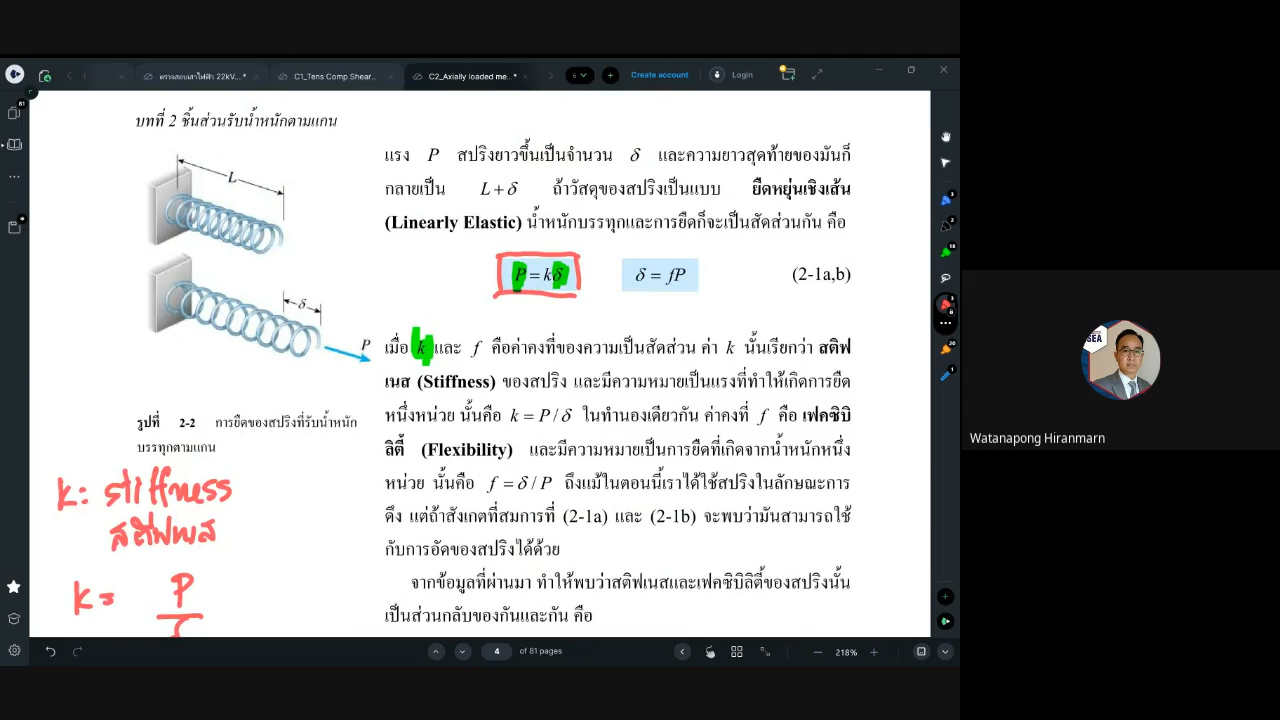 ตรวจสอบเสาไฟฟ้า 22kV...*
C1_Tens Comp Shear...
C2_Axially loaded me...*
6
Create account
Login
81
บทที่ 2 ชิ้นส่วนรับน้ำหนักตามแกน
L
δ
P
รูปที่ 2-2 การยืดของสปริงที่รับน้ำหนัก
บรรทุกตามแกน
k = stiffness
สติฟเนส
k = P
แรง P สปริงยาวขึ้นเป็นจำนวน δ และความยาวสุดท้ายของมันก็
กลายเป็น L + δ ถ้าวัสดุของสปริงเป็นแบบ ยืดหยุ่นเชิงเส้น
(Linearly Elastic) น้ำหนักบรรทุกและการยืดก็จะเป็นสัดส่วนกัน คือ
P = kδ δ = fP (2-1a,b)
เมื่อ k และ f คือค่าคงที่ของความเป็นสัดส่วน ค่า k นั้นเรียกว่า สติฟ
เนส (Stiffness) ของสปริง และมีความหมายเป็นแรงที่ทำให้เกิดการยืด
หนึ่งหน่วย นั้นคือ k = P / δ ในทำนองเดียวกัน ค่าคงที่ f คือ เฟคซิบิ
ลิตี้ (Flexibility) และมีความหมายเป็นการยืดที่เกิดจากน้ำหนักหนึ่ง
หน่วย นั้นคือ f = δ / P ถึงแม้ในตอนนี้เราได้ใช้สปริงในลักษณะการ
ดึง แต่ถ้าสังเกตที่สมการที่ (2-1a) และ (2-1b) จะพบว่ามันสามารถใช้
กับการอัดของสปริงได้ด้วย
จากข้อมูลที่ผ่านมา ทำให้พบว่าสติฟเนสและเฟคซิบิลิตี้ของสปริงนั้น
เป็นส่วนกลับของกันและกัน คือ
4 of 81 pages
218%
SEA
Watanapong Hiranmarn